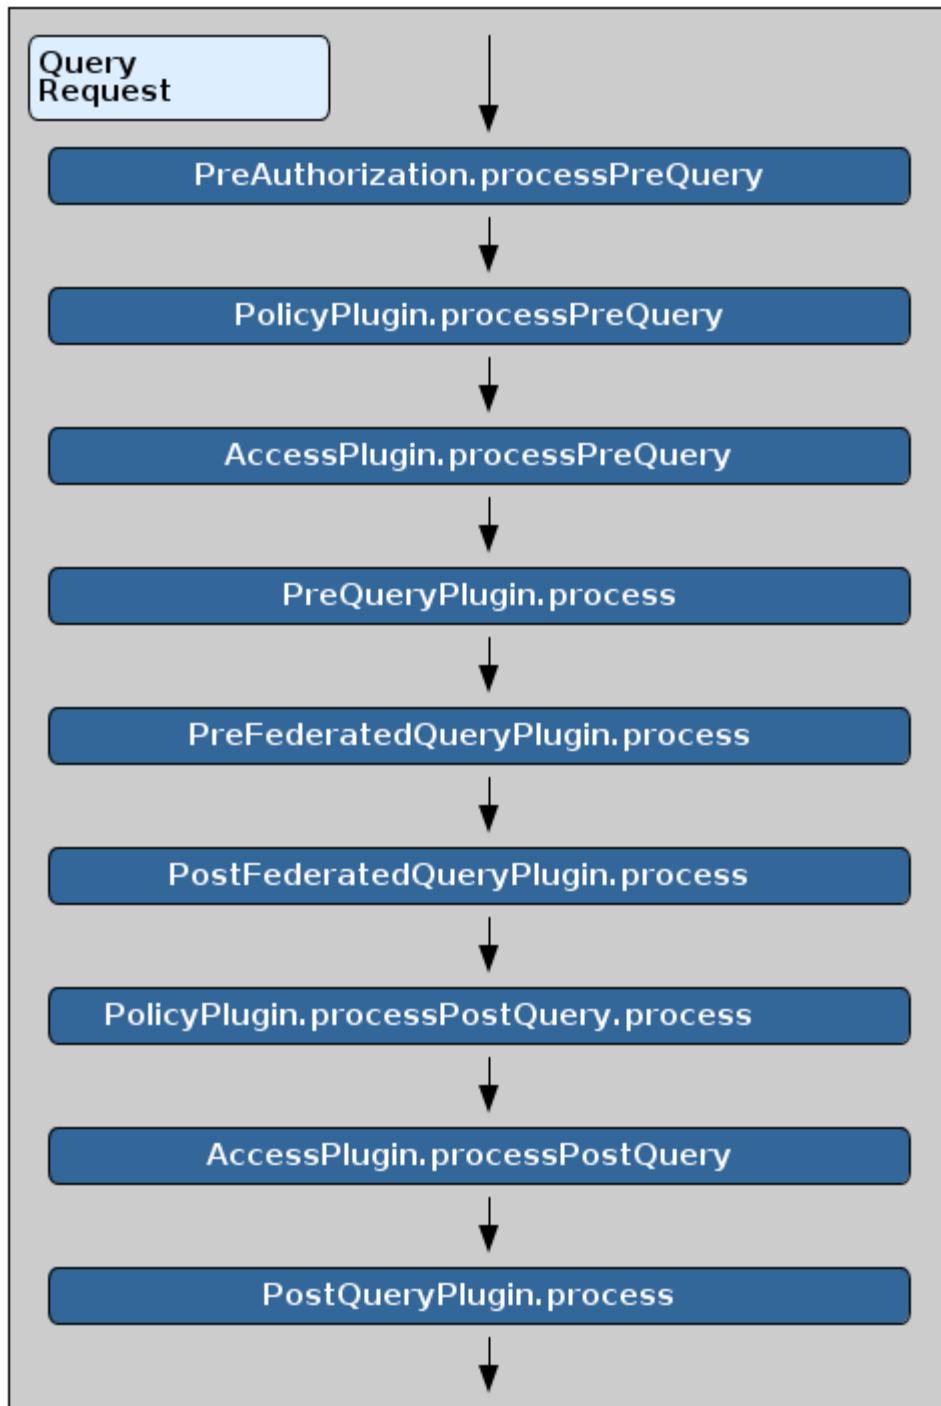 Query
Request
PreAuthorization.processPreQuery
PolicyPlugin.processPreQuery
AccessPlugin.processPreQuery
PreQueryPlugin.process
PreFederatedQueryPlugin.process
PostFederatedQueryPlugin.process
PolicyPlugin.processPostQuery.process
AccessPlugin.processPostQuery
PostQueryPlugin.process